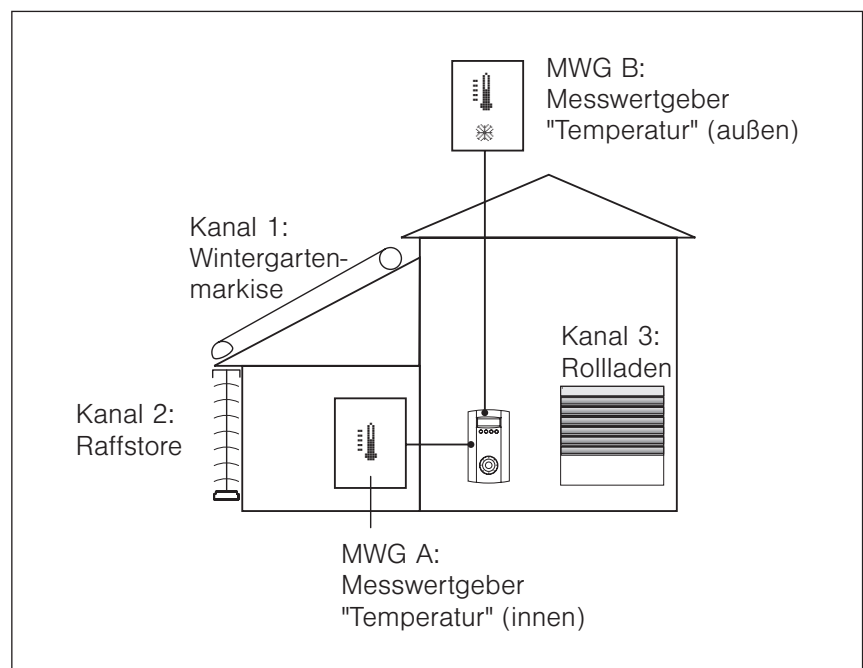 MWG B:
Messwertgeber
"Temperatur" (außen)
Kanal 1:
Wintergarten-
markise
Kanal 3:
Rollladen
Kanal 2:
Raffstore
MWG A:
Messwertgeber
"Temperatur" (innen)